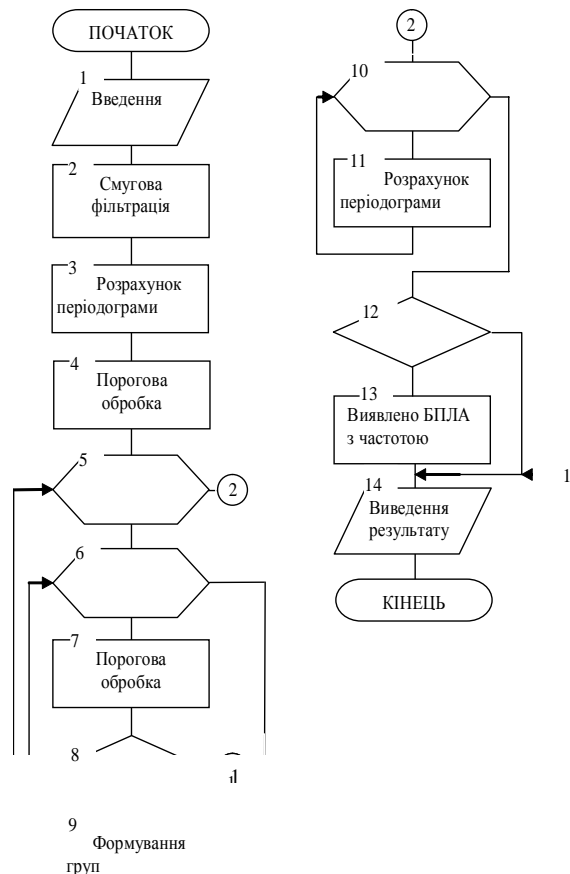 ПОЧАТОК
1
Введення
2
Смугова
фільтрація
3
Розрахунок
періодограми
4
Порогова
обробка
5
2
6
7
Порогова
обробка
8
1
9
Формування
груп
2
10
11
Розрахунок
періодограми
12
13
Виявлено БПЛА
з частотою
1
14
Виведення
результату
КІНЕЦЬ